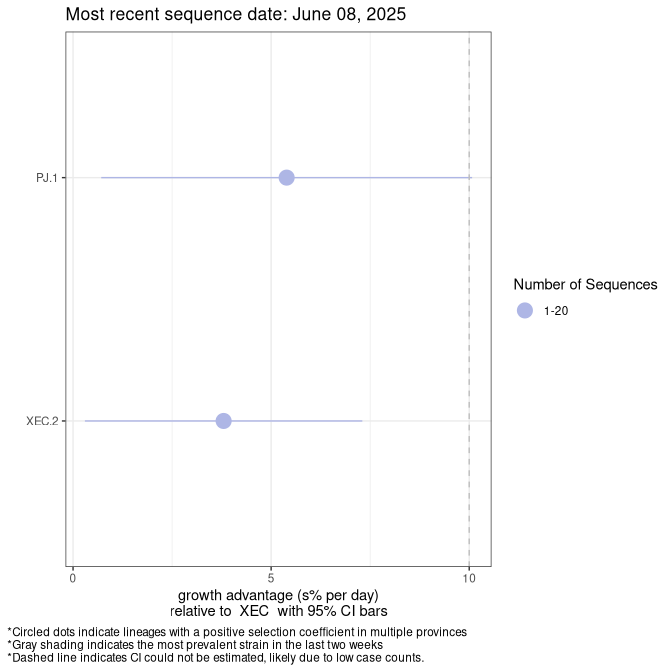 Most recent sequence date: June 08, 2025
PJ.1
XEC.2
0 5 10
growth advantage (s% per day)
relative to XEC with 95% CI bars
Number of Sequences
1-20
*Circled dots indicate lineages with a positive selection coefficient in multiple provinces
*Gray shading indicates the most prevalent strain in the last two weeks
*Dashed line indicates CI could not be estimated, likely due to low case counts.